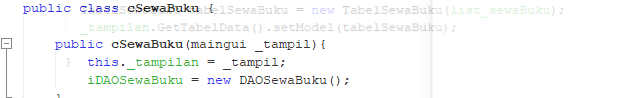 public class cSewaBuku {
TabelSewaBuku = new TabelSewaBuku(list_sewaBuku);
_tampilan.GetTabelData().setModel(tabelSewaBuku);
public cSewaBuku(maingui _tampil){
} this._tampilan = _tampil;
iDAOSewaBuku = new DAOSewaBuku();